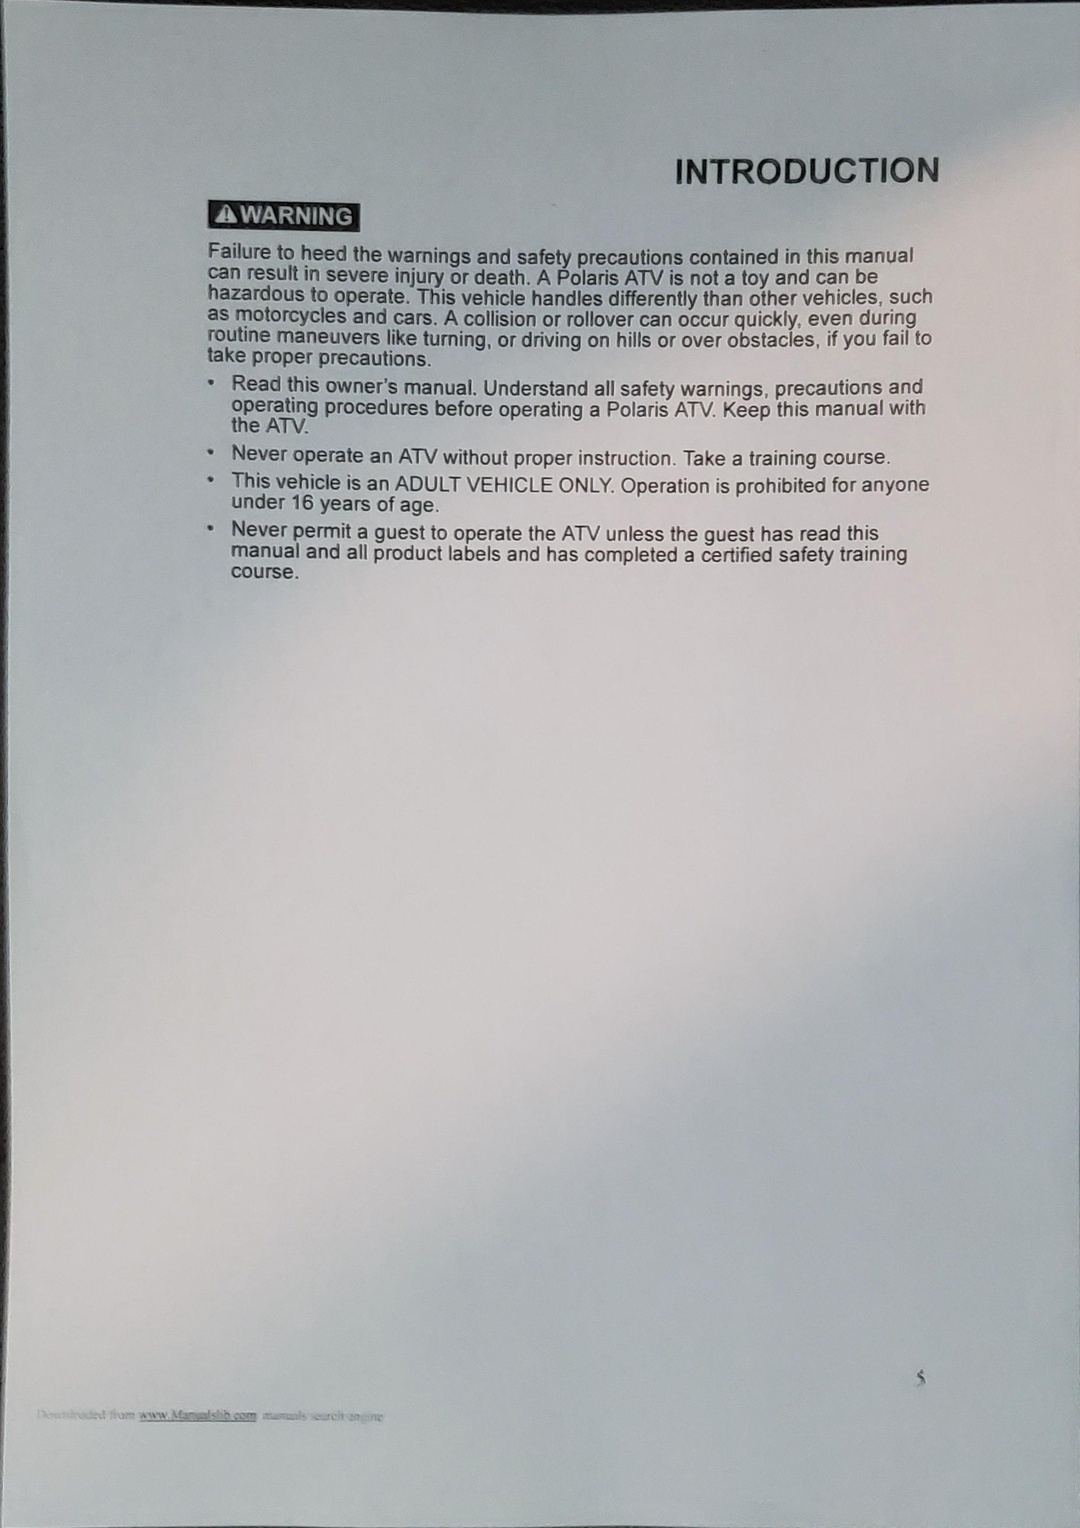 INTRODUCTION
WARNING
Failure to heed the warnings and safety precautions contained in this manual
can result in severe injury or death. A Polaris ATV is not a toy and can be
hazardous to operate. This vehicle handles differently than other vehicles, such
as motorcycles and cars. A collision or rollover can occur quickly, even during
routine maneuvers like turning, or driving on hills or over obstacles, if you fail to
take proper precautions.
• Read this owner's manual. Understand all safety warnings, precautions and
operating procedures before operating a Polaris ATV. Keep this manual with
the ATV.
• Never operate an ATV without proper instruction. Take a training course.
• This vehicle is an ADULT VEHICLE ONLY. Operation is prohibited for anyone
under 16 years of age.
• Never permit a guest to operate the ATV unless the guest has read this
manual and all product labels and has completed a certified safety training
course.
5
Downloaded from www.Manualslib.com manuals search engine